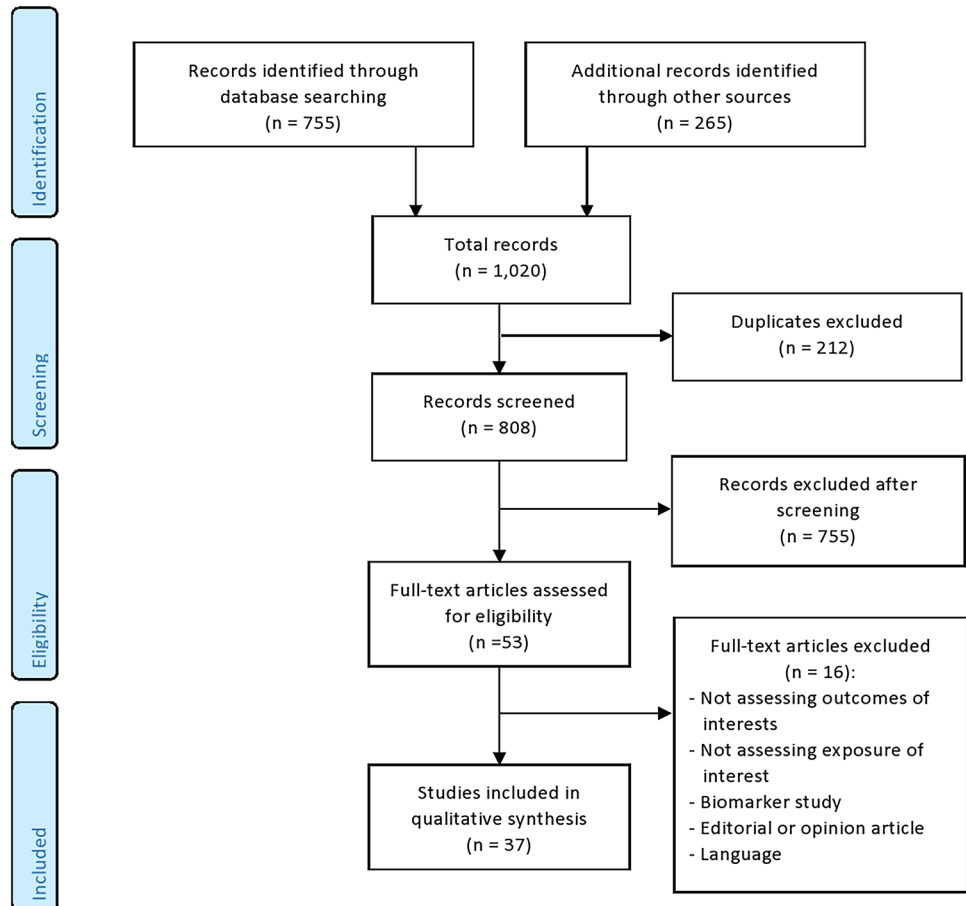 Identification
Records identified through
database searching
(n = 755)
Additional records identified
through other sources
(n = 265)
Total records
(n = 1,020)
Screening
Duplicates excluded
(n = 212)
Records screened
(n = 808)
Records excluded after
screening
(n = 755)
Eligibility
Full-text articles assessed
for eligibility
(n =53)
Full-text articles excluded
(n = 16):
- Not assessing outcomes of
interests
- Not assessing exposure of
interest
- Biomarker study
- Editorial or opinion article
- Language
Included
Studies included in
qualitative synthesis
(n = 37)